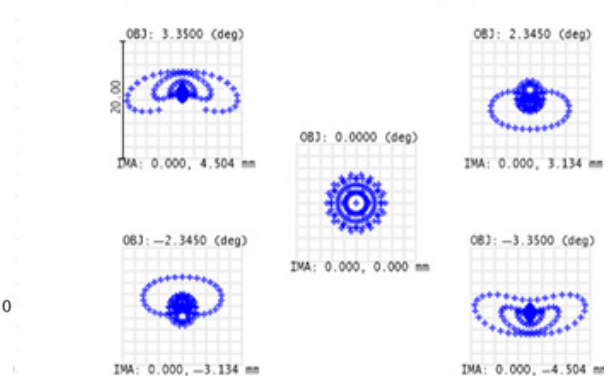 OBJ: 3.3500 (deg)
20.00
IMA: 0.000, 4.504 mm
OBJ: 2.3450 (deg)
IMA: 0.000, 3.134 mm
OBJ: 0.0000 (deg)
IMA: 0.000, 0.000 mm
OBJ: –2.3450 (deg)
0
IMA: 0.000, –3.134 mm
OBJ: –3.3500 (deg)
IMA: 0.000, –4.504 mm